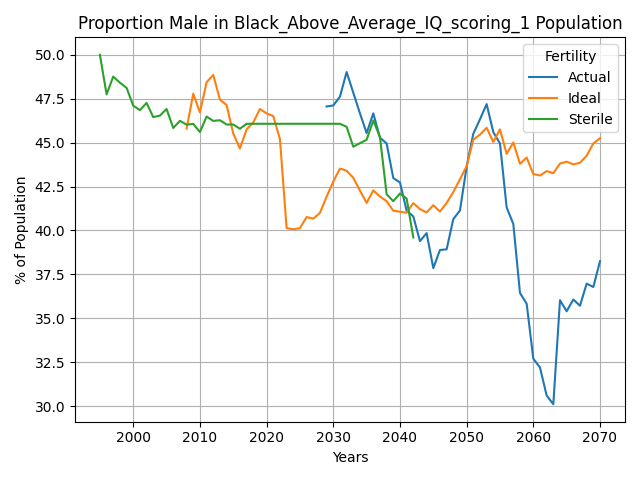 Proportion Male in Black_Above_Average_IQ_scoring_1 Population
Fertility
Actual
Ideal
Sterile
% of Population
50.0
47.5
45.0
42.5
40.0
37.5
35.0
32.5
30.0
2000 2010 2020 2030 2040 2050 2060 2070
Years